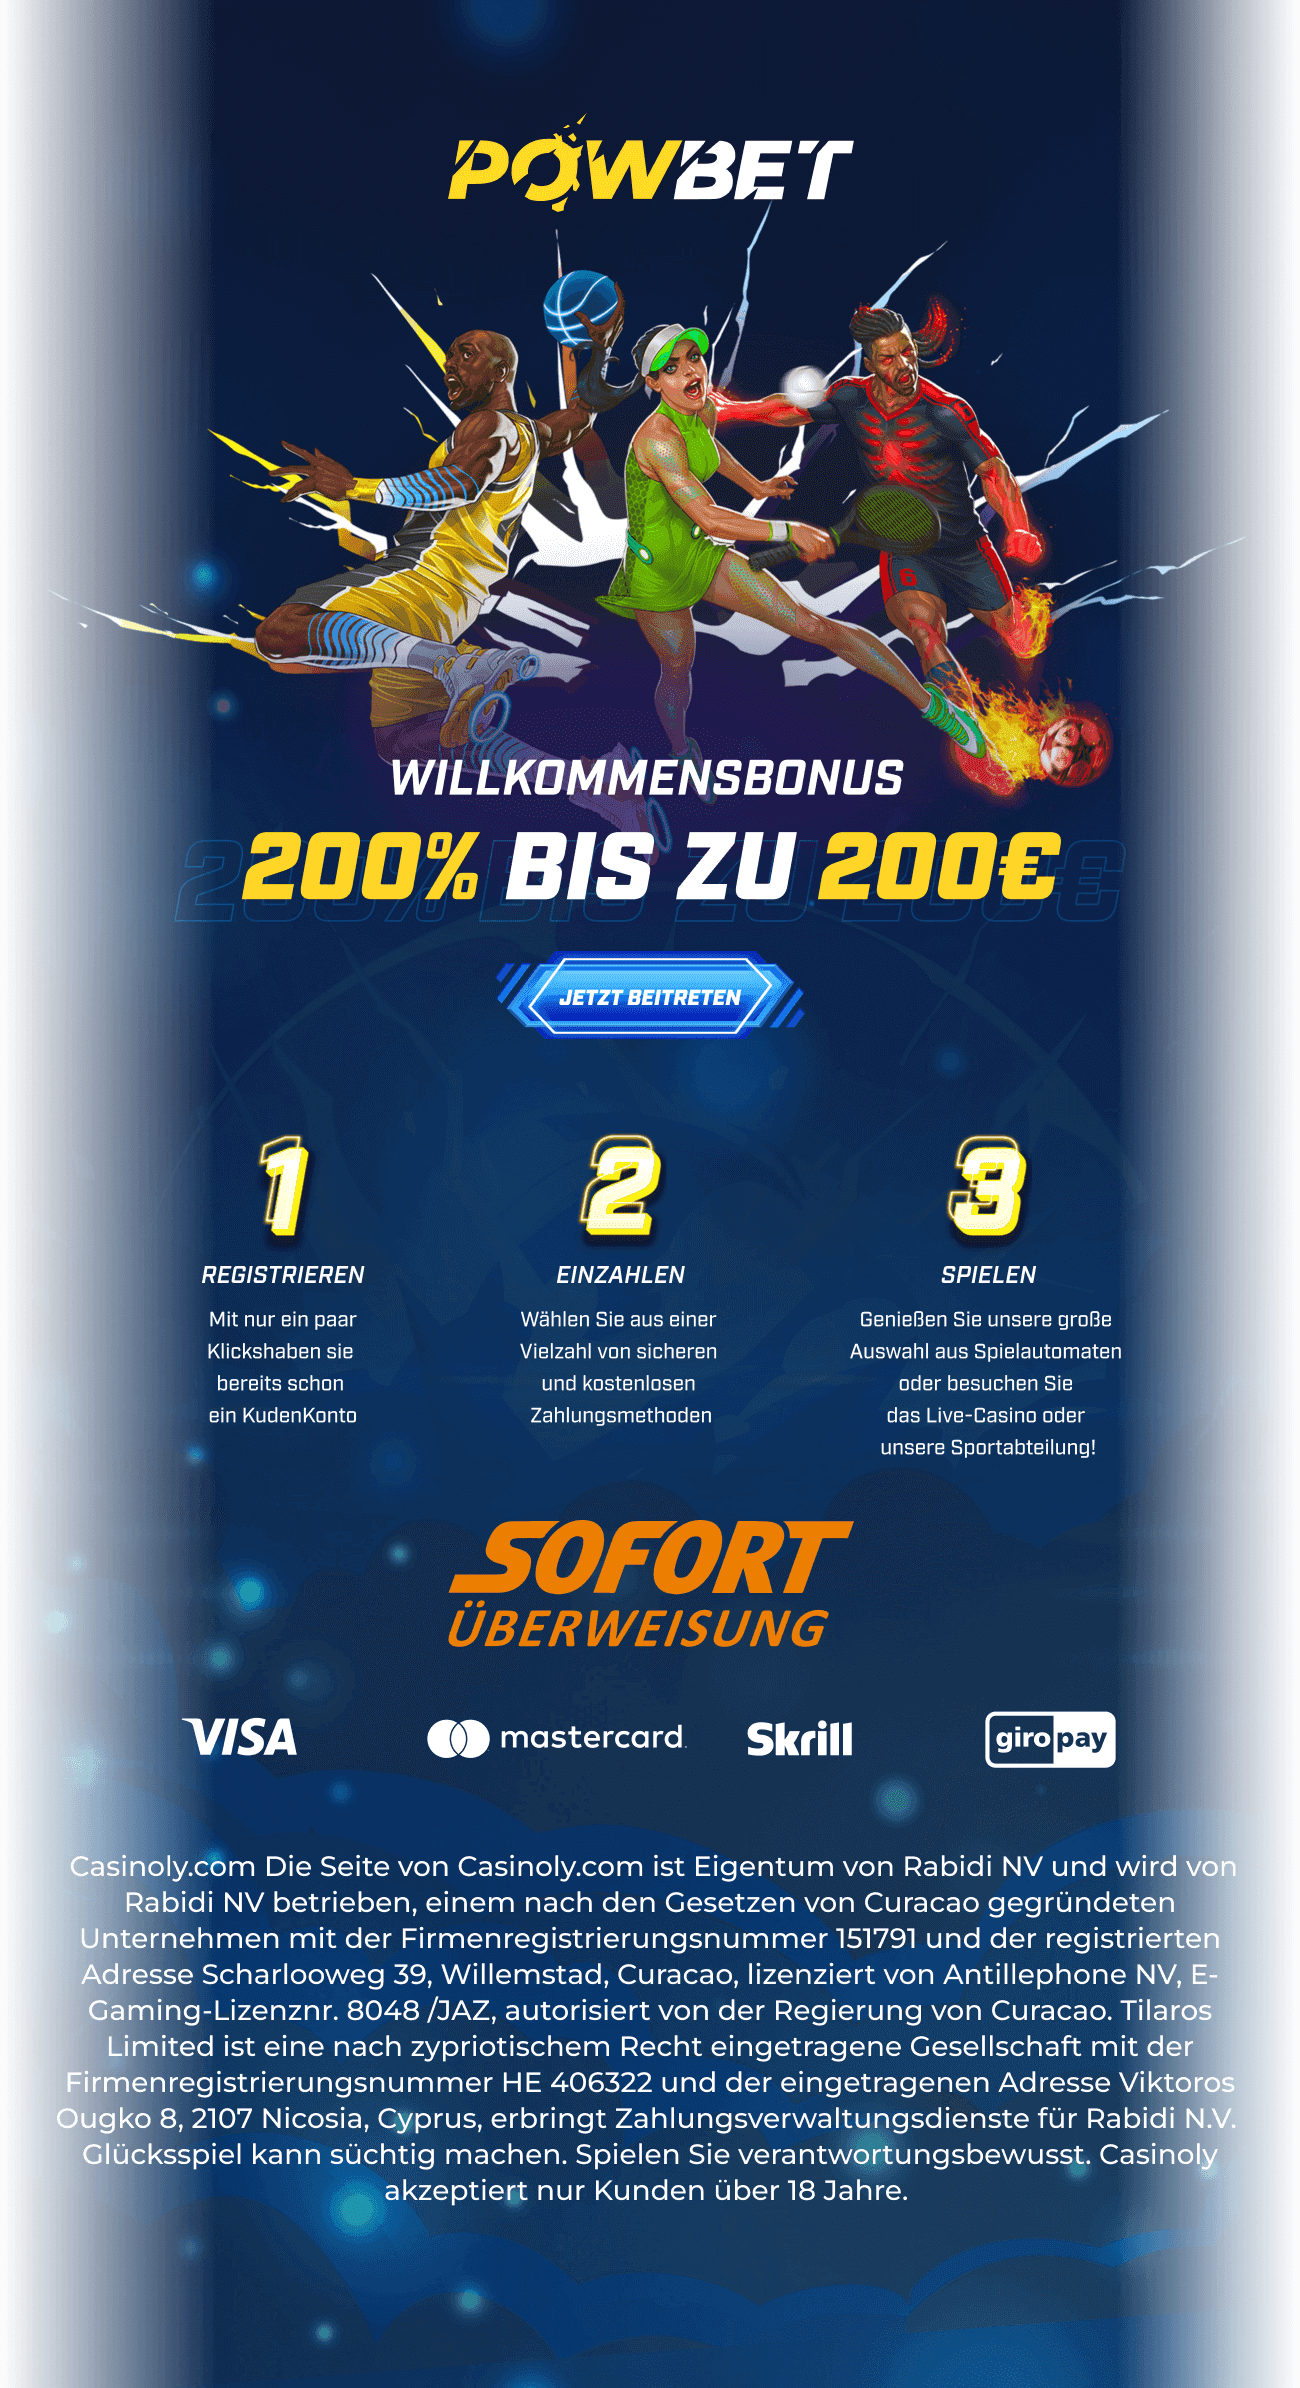 POWBET
WILLKOMMENSBONUS
200% BIS ZU 200€
JETZT BEITRETEN
1
REGISTRIEREN
Mit nur ein paar
Klickshaben sie
bereits schon
ein KudenKonto
2
EINZAHLEN
Wählen Sie aus einer
Vielzahl von sicheren
und kostenlosen
Zahlungsmethoden
3
SPIELEN
Genießen Sie unsere große
Auswahl aus Spielautomaten
oder besuchen Sie
das Live-Casino oder
unsere Sportabteilung!
SOFORT
ÜBERWEISUNG
VISA mastercard. Skrill giropay
Casinoly.com Die Seite von Casinoly.com ist Eigentum von Rabidi NV und wird von
Rabidi NV betrieben, einem nach den Gesetzen von Curacao gegründeten
Unternehmen mit der Firmenregistrierungsnummer 151791 und der registrierten
Adresse Scharlooweg 39, Willemstad, Curacao, lizenziert von Antillephone NV, E-
Gaming-Lizenznr. 8048 /JAZ, autorisiert von der Regierung von Curacao. Tilaros
Limited ist eine nach zypriotischem Recht eingetragene Gesellschaft mit der
Firmenregistrierungsnummer HE 406322 und der eingetragenen Adresse Viktoros
Ougko 8, 2107 Nicosia, Cyprus, erbringt Zahlungsverwaltungsdienste für Rabidi N.V.
Glücksspiel kann süchtig machen. Spielen Sie verantwortungsbewusst. Casinoly
akzeptiert nur Kunden über 18 Jahre.